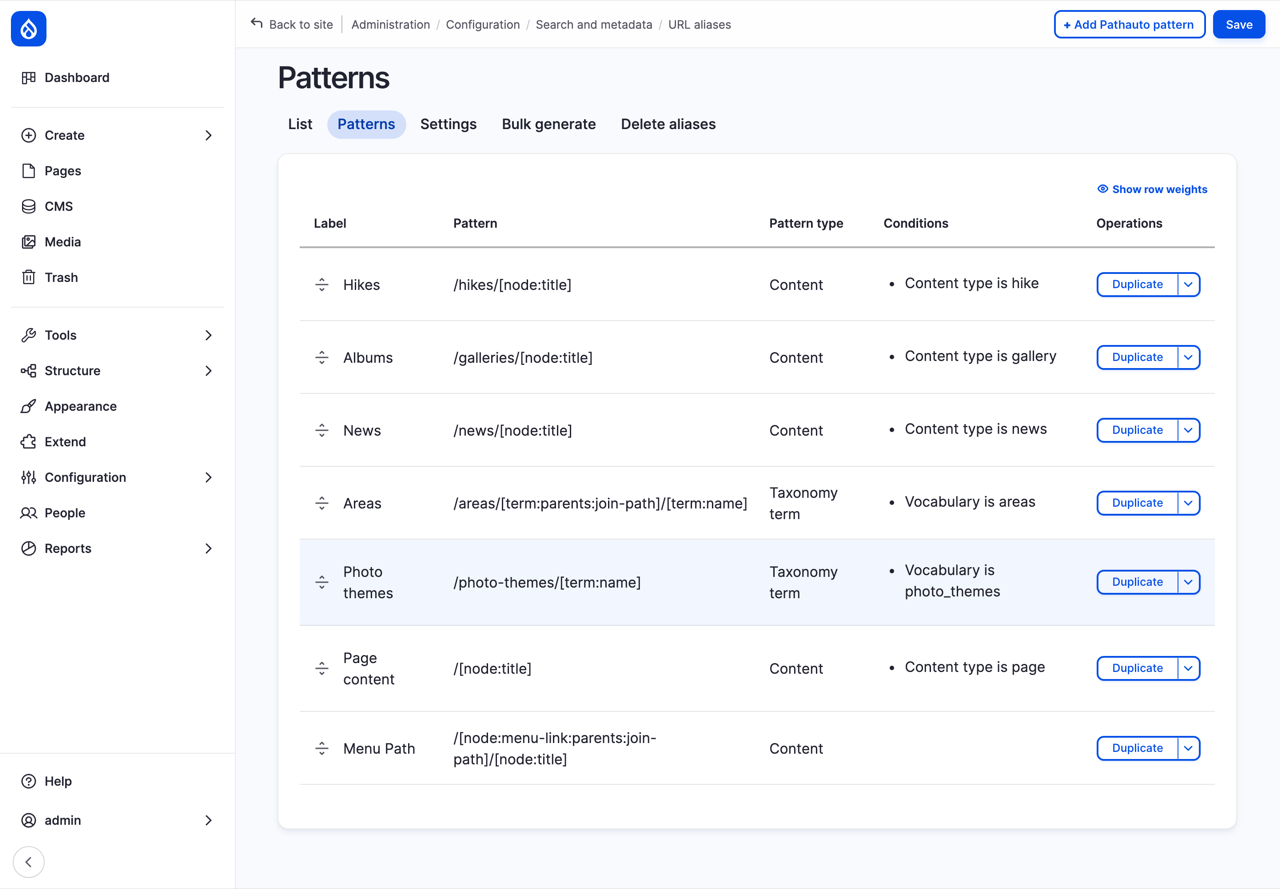 Back to site
Administration / Configuration / Search and metadata / URL aliases
+ Add Pathauto pattern
Save
Dashboard
Create
Pages
CMS
Media
Trash
Tools
Structure
Appearance
Extend
Configuration
People
Reports
Help
admin
Patterns
List Patterns Settings Bulk generate Delete aliases
Show row weights
Label Pattern Pattern type Conditions Operations
Hikes /hikes/[node:title] Content • Content type is hike Duplicate
Albums /galleries/[node:title] Content • Content type is gallery Duplicate
News /news/[node:title] Content • Content type is news Duplicate
Areas /areas/[term:parents:join-path]/[term:name] Taxonomy
term • Vocabulary is areas Duplicate
Photo
themes /photo-themes/[term:name] Taxonomy
term • Vocabulary is
photo_themes Duplicate
Page
content /[node:title] Content • Content type is page Duplicate
Menu Path /[node:menu-link:parents:join-
path]/[node:title] Content Duplicate